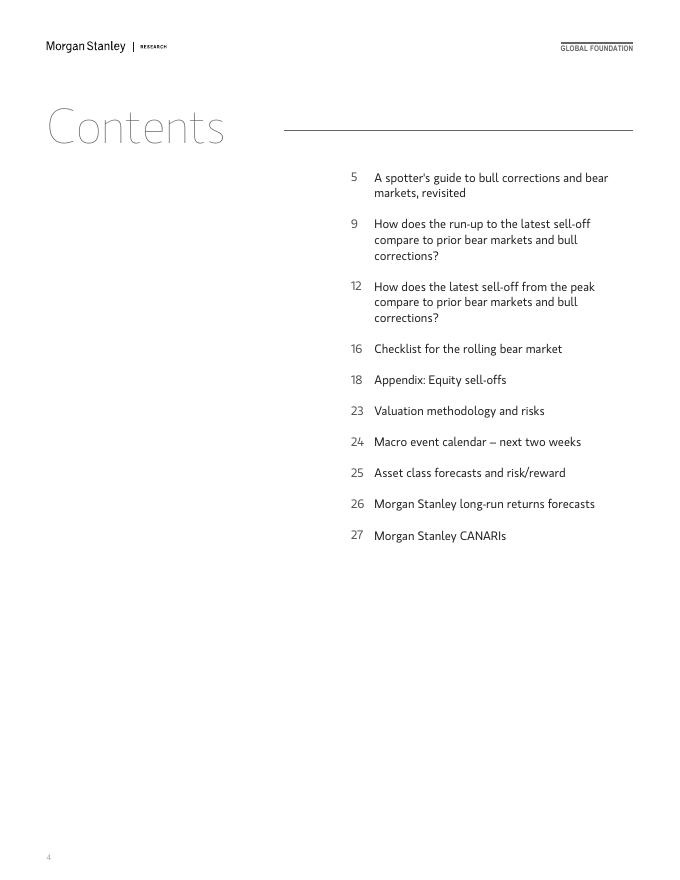 Morgan Stanley | RESEARCH
GLOBAL FOUNDATION
Contents
5 A spotter's guide to bull corrections and bear
markets, revisited
9 How does the run-up to the latest sell-off
compare to prior bear markets and bull
corrections?
12 How does the latest sell-off from the peak
compare to prior bear markets and bull
corrections?
16 Checklist for the rolling bear market
18 Appendix: Equity sell-offs
23 Valuation methodology and risks
24 Macro event calendar – next two weeks
25 Asset class forecasts and risk/reward
26 Morgan Stanley long-run returns forecasts
27 Morgan Stanley CANARIs
4